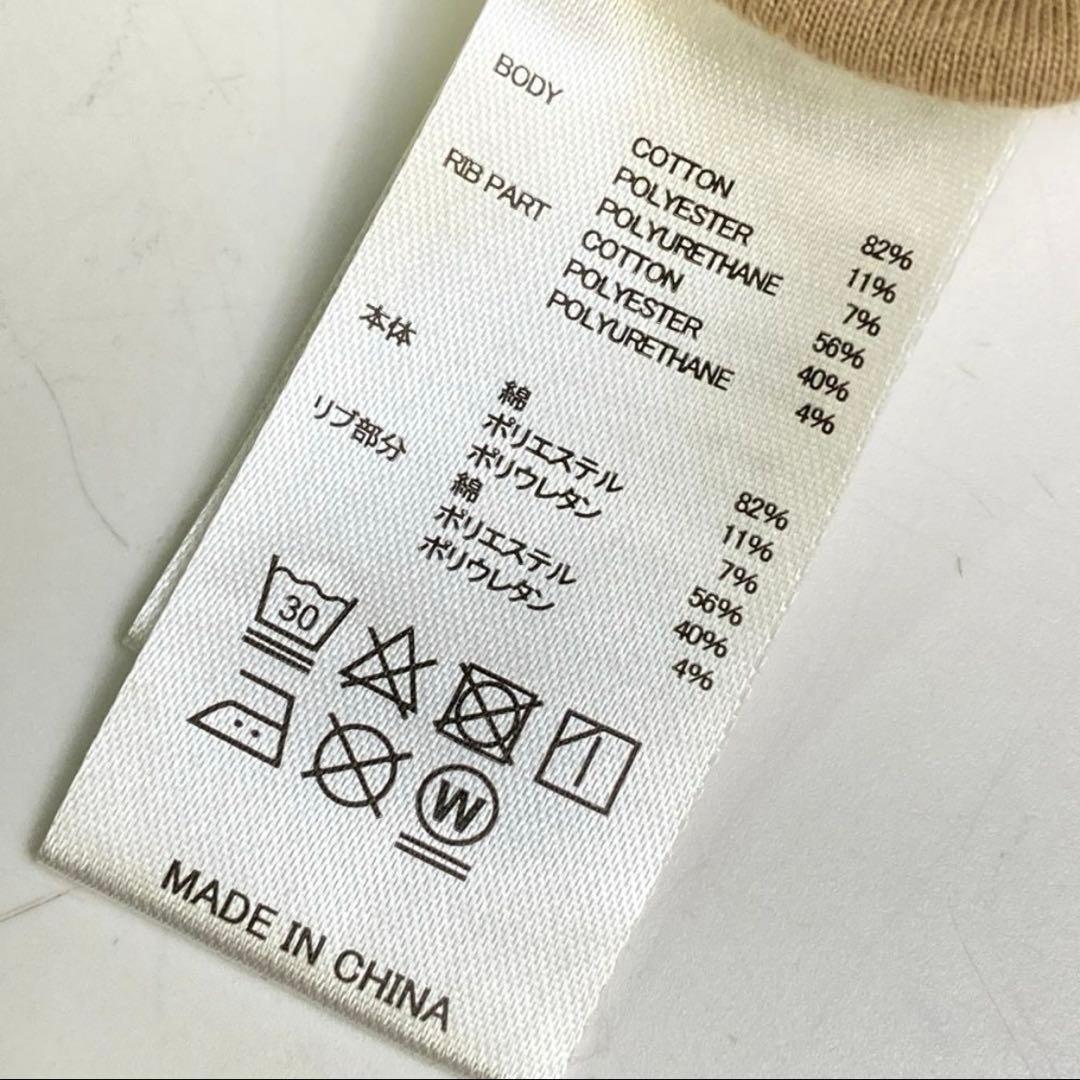 BODY COTTON 82%
POLYESTER 11%
POLYURETHANE 7%
RIB PART COTTON 56%
POLYESTER 40%
POLYURETHANE 4%
本体 綿 82%
ポリエステル 11%
ポリウレタン 7%
リブ部分 綿 56%
ポリエステル 40%
ポリウレタン 4%
30
W
MADE IN CHINA